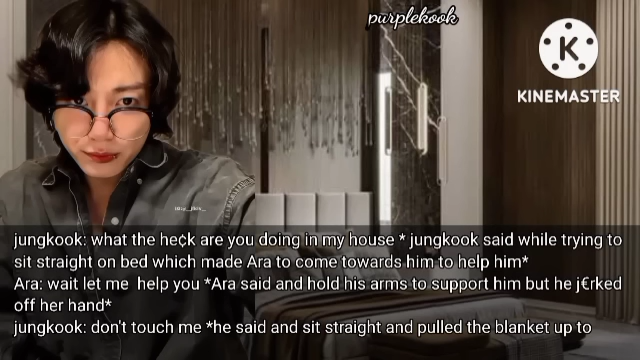 purplekook
K
KINEMASTER
jungkook: what the he¢k are you doing in my house * jungkook said while trying to
sit straight on bed which made Ara to come towards him to help him*
Ara: wait let me help you *Ara said and hold his arms to support him but he j€rked
off her hand*
jungkook: don't touch me *he said and sit straight and pulled the blanket up to